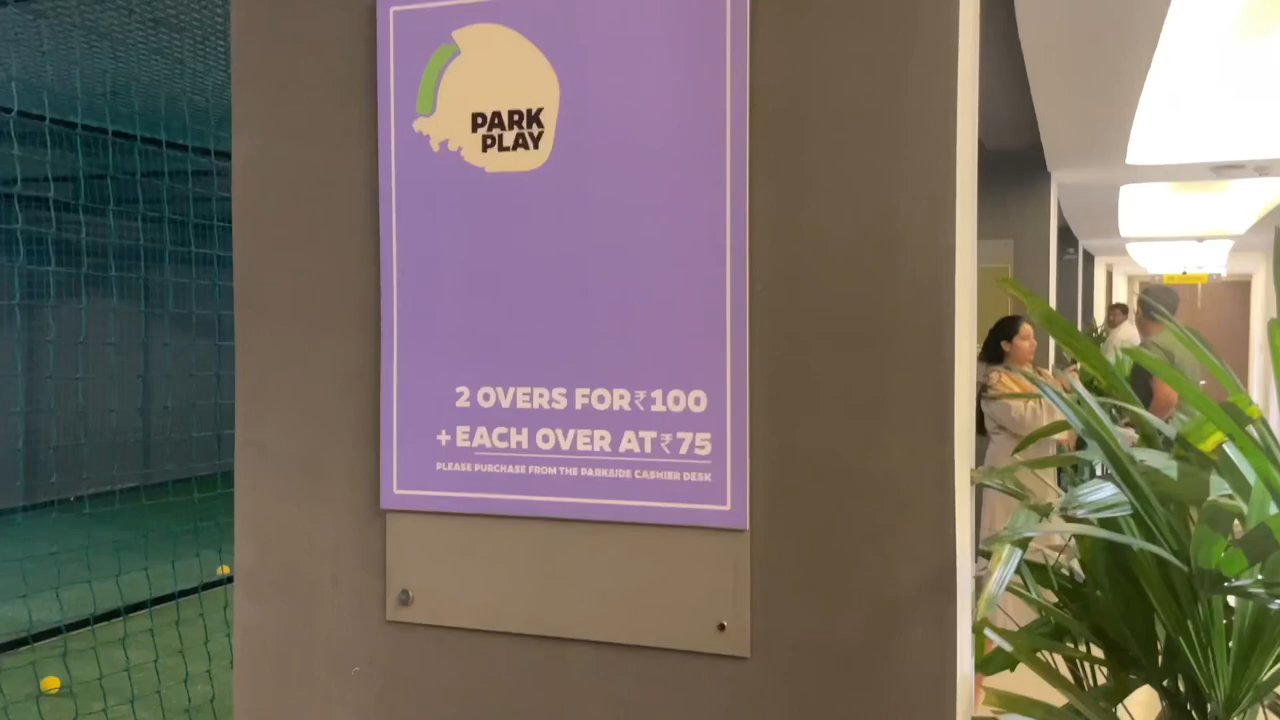 PARK
PLAY
2 OVERS FOR ₹100
+ EACH OVER AT ₹75
PLEASE PURCHASE FROM THE PARKSIDE CASHIER DESK